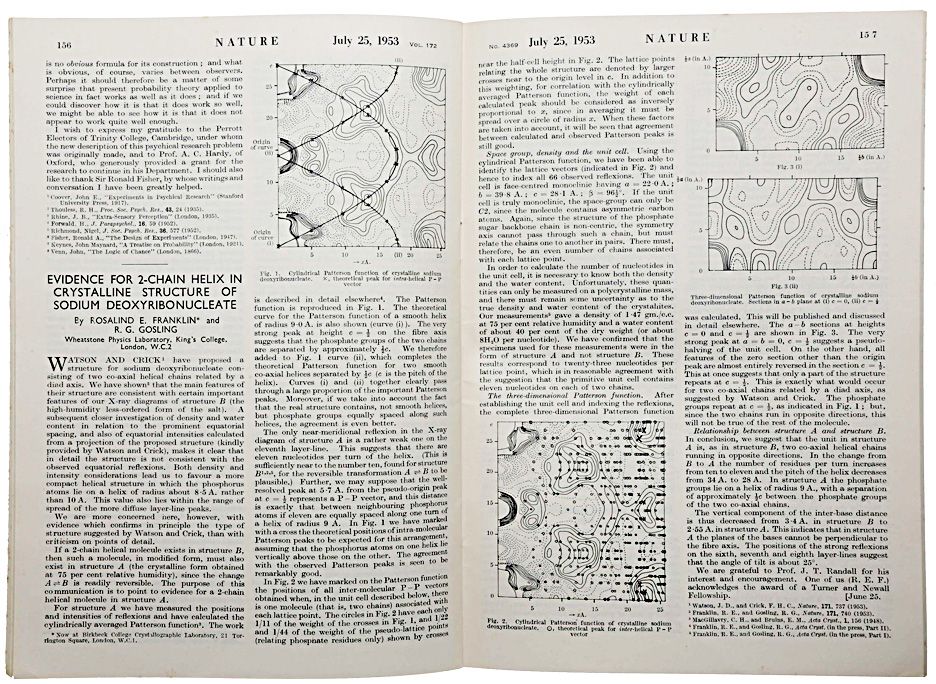 156
NATURE
July 25, 1953
VOL. 172
is no obvious formula for its construction ; and what
is obvious, of course, varies between observers.
Perhaps it should therefore be a matter of some
surprise that present probability theory applied to
science in fact works as well as it does ; and if we
could discover how it is that it does work so well,
we might be able to see how it is that it does not
appear to work quite well enough.
I wish to express my gratitude to the Perrott
Electors of Trinity College, Cambridge, under whom
the new description of this psychical research problem
was originally made, and to Prof. A. C. Hardy, of
Oxford, who generously provided a grant for the
research to continue in his Department. I should also
like to thank Sir Ronald Fisher, by whose writings and
conversation I have been greatly helped.
¹ Coover, John E., "Experiments in Psychical Research" (Stanford
University Press, 1917).
² Thouless, R. H., Proc. Soc. Psych. Res., 43, 24 (1935).
³ Rhine, J. B., "Extra-Sensory Perception" (London, 1935).
⁴ Forwald, H., J. Parapsychol., 16, 59 (1952).
⁵ Richmond, Nigel, J. Soc. Psych. Res., 36, 577 (1952).
⁶ Fisher, Ronald A., "The Design of Experiments" (London, 1947).
⁷ Keynes, John Maynard, "A Treatise on Probability" (London, 1921).
⁸ Venn, John, "The Logic of Chance" (London, 1866).
EVIDENCE FOR 2-CHAIN HELIX IN
CRYSTALLINE STRUCTURE OF
SODIUM DEOXYRIBONUCLEATE
By ROSALIND E. FRANKLIN* and
R. G. GOSLING
Wheatstone Physics Laboratory, King's College,
London, W.C.2
WATSON AND CRICK¹ have proposed a
structure for sodium deoxyribonucleate con-
sisting of two co-axial helical chains related by a
diad axis. We have shown² that the main features of
their structure are consistent with certain important
features of our X-ray diagrams of structure B (the
high-humidity less-ordered form of the salt). A
subsequent closer investigation of density and water
content in relation to the prominent equatorial
spacing, and also of equatorial intensities calculated
from a projection of the proposed structure (kindly
provided by Watson and Crick), makes it clear that
in detail the structure is not consistent with the
observed equatorial reflexions. Both density and
intensity considerations lead us to favour a more
compact helical structure in which the phosphorus
atoms lie on a helix of radius about 8·5 A. rather
than 10 A. This value also lies within the range of
spread of the more diffuse layer-line peaks.
We are more concerned here, however, with
evidence which confirms in principle the type of
structure suggested by Watson and Crick, than with
criticism on points of detail.
If a 2-chain helical molecule exists in structure B,
then such a molecule, in modified form, must also
exist in structure A (the crystalline form obtained
at 75 per cent relative humidity), since the change
A ⇌ B is readily reversible. The purpose of this
communication is to point to evidence for a 2-chain
helical molecule in structure A.
For structure A we have measured the positions
and intensities of reflexions and have calculated the
cylindrically averaged Patterson function³. The work
* Now at Birkbeck College Crystallographic Laboratory, 21 Tor-
rington Square, London, W.C.1.
(ii)
25
20
15
10
5
Origin
of curve
(ii)
Origin
of curve
(i)
5
10
15
(i)
(ii) 20
25
→ xA.
Fig. 1. Cylindrical Patterson function of crystalline sodium
deoxyribonucleate. ×, theoretical peak for intra-helical P–P
vector
is described in detail elsewhere⁴. The Patterson
function is reproduced in Fig. 1. The theoretical
curve for the Patterson function of a smooth helix
of radius 9·0 A. is also shown (curve (i)). The very
strong peak at height c = ½ on the fibre axis
suggests that the phosphate groups of the two chains
are separated by approximately ½c. We therefore
added to Fig. 1 curve (ii), which completes the
theoretical Patterson function for two smooth
co-axial helices separated by ½c (c is the pitch of the
helix). Curves (i) and (ii) together clearly pass
through a large proportion of the important Patterson
peaks. Moreover, if we take into account the fact
that the real structure contains, not smooth helices,
but phosphate groups equally spaced along such
helices, the agreement is even better.
The only near-meridional reflexion in the X-ray
diagram of structure A is a rather weak one on the
eleventh layer-line. This suggests that there are
eleven nucleotides per turn of the helix. (This is
sufficiently near to the number ten, found for structure
B, for the reversible transformation A ⇌ B to be
plausible.) Further, we may suppose that the well-
resolved peak at 5·7 A. from the pseudo-origin peak
at c = ½ represents a P–P vector, and this distance
is exactly that between neighbouring phosphorus
atoms if eleven are equally spaced along one turn of
a helix of radius 9 A. In Fig. 1 we have marked
with a cross the theoretical positions of intra-molecular
Patterson peaks to be expected for this arrangement,
assuming that the phosphorus atoms on one helix lie
vertically above those on the other. The agreement
with the observed Patterson peaks is seen to be
remarkably good.
In Fig. 2 we have marked on the Patterson function
the positions of all inter-molecular P–P vectors
obtained when, in the unit cell described below, there
is one molecule (that is, two chains) associated with
each lattice point. The circles in Fig. 2 have each only
1/11 of the weight of the crosses in Fig. 1, and 1/22
and 1/44 of the weight of the pseudo-lattice points
(relating phosphate residues only) shown by crosses
No. 4369
July 25, 1953
NATURE
157
near the half-cell height in Fig. 2. The lattice points
relating the whole structure are denoted by larger
crosses near to the origin level in c. In addition to
this weighting, for correlation with the cylindrically
averaged Patterson function, the weight of each
calculated peak should be considered as inversely
proportional to x, since in averaging it must be
spread over a circle of radius x. When these factors
are taken into account, it will be seen that agreement
between calculated and observed Patterson peaks is
still good.
Space group, density and the unit cell. Using the
cylindrical Patterson function, we have been able to
identify the lattice vectors (indicated in Fig. 2) and
hence to index all 66 observed reflexions. The unit
cell is face-centred monoclinic having a = 22·0 A. ;
b = 39·8 A. ; c = 28·1 A. ; β = 96½°. If the unit
cell is truly monoclinic, the space-group can only be
C2, since the molecule contains asymmetric carbon
atoms. Again, since the structure of the phosphate
sugar backbone chain is non-centric, the symmetry
axis cannot pass through such a chain, but must
relate the chains one to another in pairs. There must,
therefore, be an even number of chains associated
with each lattice point.
In order to calculate the number of nucleotides in
the unit cell, it is necessary to know both the density
and the water content. Unfortunately, these quan-
tities can only be measured on a polycrystalline mass,
and there must remain some uncertainty as to the
true density and water content of the crystallites.
Our measurements⁵ gave a density of 1·47 gm./c.c.
at 75 per cent relative humidity and a water content
of about 40 per cent of the dry weight (or about
8H₂O per nucleotide). We have confirmed that the
specimens used for these measurements were in the
form of structure A and not structure B. These
results correspond to twenty-three nucleotides per
lattice point, which is in reasonable agreement with
the suggestion that the primitive unit cell contains
eleven nucleotides on each of two chains.
The three-dimensional Patterson function. After
establishing the unit cell and indexing the reflexions,
the complete three-dimensional Patterson function
25
20
15
10
5
5
10
15
20
25
→ xA.
Fig. 2. Cylindrical Patterson function of crystalline sodium
deoxyribonucleate. ⊙, theoretical peak for inter-helical P–P
vector
½a (in A.)
10
5
5
10
15
½b (in A.)
Fig. 3 (i)
½a (in A.)
10
5
5
10
15
½b (in A.)
Fig. 3 (ii)
Three-dimensional Patterson function of crystalline sodium
deoxyribonucleate. Sections in a–b plane at (i) c = 0, (ii) c = ½
was calculated. This will be published and discussed
in detail elsewhere. The a–b sections at heights
c = 0 and c = ½ are shown in Fig. 3. The very
strong peak at a = b = 0, c = ½ suggests a pseudo-
halving of the unit cell. On the other hand, all
features of the zero section other than the origin
peak are almost entirely reversed in the section c = ½.
This at once suggests that only a part of the structure
repeats at c = ½. This is exactly what would occur
for two co-axial chains related by a diad axis, as
suggested by Watson and Crick. The phosphate
groups repeat at c = ½, as indicated in Fig. 1 ; but,
since the two chains run in opposite directions, this
will not be true of the rest of the molecule.
Relationship between structure A and structure B.
In conclusion, we suggest that the unit in structure
A, is, as in structure B, two co-axial helical chains
running in opposite directions. In the change from
B to A the number of residues per turn increases
from ten to eleven and the pitch of the helix decreases
from 34 A. to 28 A. In structure A the phosphate
groups lie on a helix of radius 9 A., with a separation
of approximately ½c between the phosphate groups
of the two co-axial chains.
The vertical component of the inter-base distance
is thus decreased from 3·4 A. in structure B to
2·55 A. in structure A. This indicates that in structure
A the planes of the bases cannot be perpendicular to
the fibre axis. The positions of the strong reflexions
on the sixth, seventh and eighth layer-lines suggest
that the angle of tilt is about 25°.
We are grateful to Prof. J. T. Randall for his
interest and encouragement. One of us (R. E. F.)
acknowledges the award of a Turner and Newall
Fellowship. [June 25.
¹ Watson, J. D., and Crick, F. H. C., Nature, 171, 737 (1953).
² Franklin, R. E., and Gosling, R. G., Nature, 171, 740 (1953).
³ MacGillavry, C. H., and Bruins, E. M., Acta Cryst., 1, 156 (1948).
⁴ Franklin, R. E., and Gosling, R. G., Acta Cryst. (in the press, Part II).
⁵ Franklin, R. E., and Gosling, R. G., Acta Cryst. (in the press, Part I).